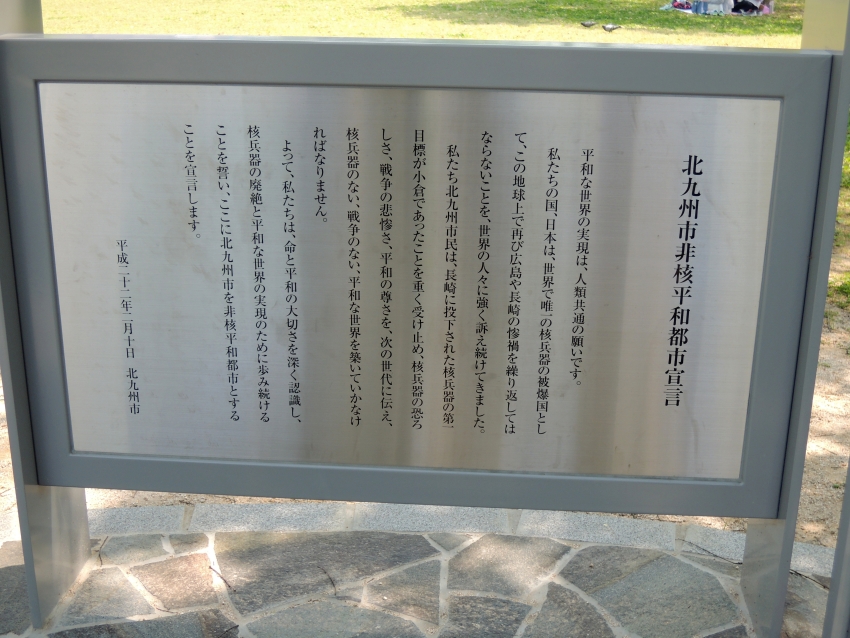 北九州市非核平和都市宣言
平和な世界の実現は、人類共通の願いです。
私たちの国、日本は、世界で唯一の核兵器の被爆国とし
て、この地球上で再び広島や長崎の惨禍を繰り返しては
ならないことを、世界の人々に強く訴え続けてきました。
私たち北九州市民は、長崎に投下された核兵器の第一
目標が小倉であったことを重く受け止め、核兵器の恐ろ
しさ、戦争の悲惨さ、平和の尊さを、次の世代に伝え、
核兵器のない、戦争のない、平和な世界を築いていかなけ
ればなりません。
よって、私たちは、命と平和の大切さを深く認識し、
核兵器の廃絶と平和な世界の実現のために歩み続ける
ことを誓い、ここに北九州市を非核平和都市とする
ことを宣言します。
平成二十二年二月十日 北九州市